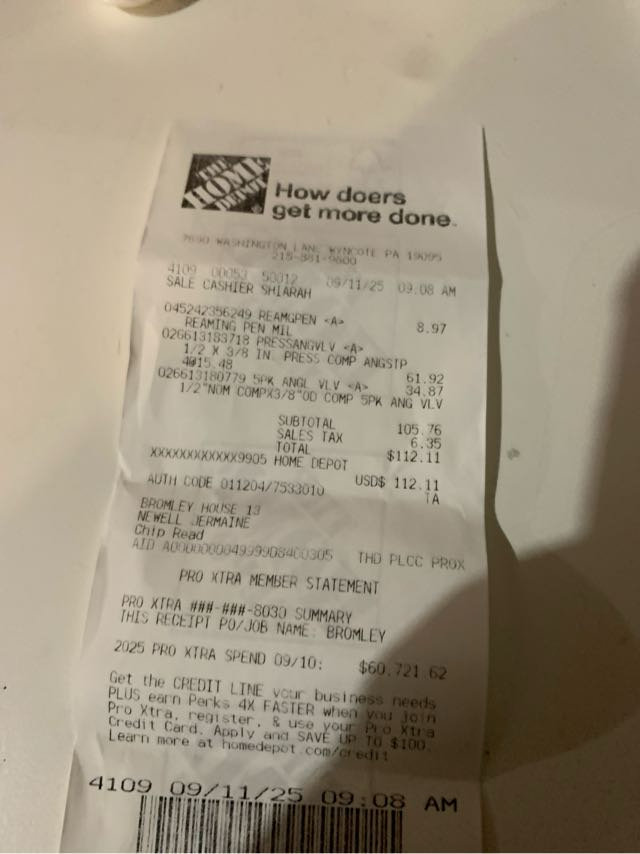 THE HOME DEPOT
How doers
get more done.
7690 WASHINGTON LANE WYNCOTE PA 19095
215-881-9800
4109 00053 50012 09/11/25 09:08 AM
SALE CASHIER SHIARAH
045242356249 REAMGPEN <A> 8.97
REAMING PEN MIL
026613183718 PRESSANGVLV <A>
1/2 X 3/8 IN. PRESS COMP ANGSTP
4@15.48 61.92
026613180779 5PK ANGL VLV <A> 34.87
1/2"NOM COMPX3/8"OD COMP 5PK ANG VLV
SUBTOTAL 105.76
SALES TAX 6.35
TOTAL $112.11
XXXXXXXXXXXX9905 HOME DEPOT
USD$ 112.11
AUTH CODE 011204/7533010 TA
BROMLEY HOUSE 13
NEWELL JERMAINE
Chip Read
AID A0000000049999D8400305 THD PLCC PROX
PRO XTRA MEMBER STATEMENT
PRO XTRA ###-###-8030 SUMMARY
THIS RECEIPT PO/JOB NAME: BROMLEY
2025 PRO XTRA SPEND 09/10: $60,721.62
Get the CREDIT LINE your business needs
PLUS earn Perks 4X FASTER when you join
Pro Xtra, register, & use your Pro Xtra
Credit Card. Apply and SAVE UP TO $100.
Learn more at homedepot.com/credit
4109 09/11/25 09:08 AM